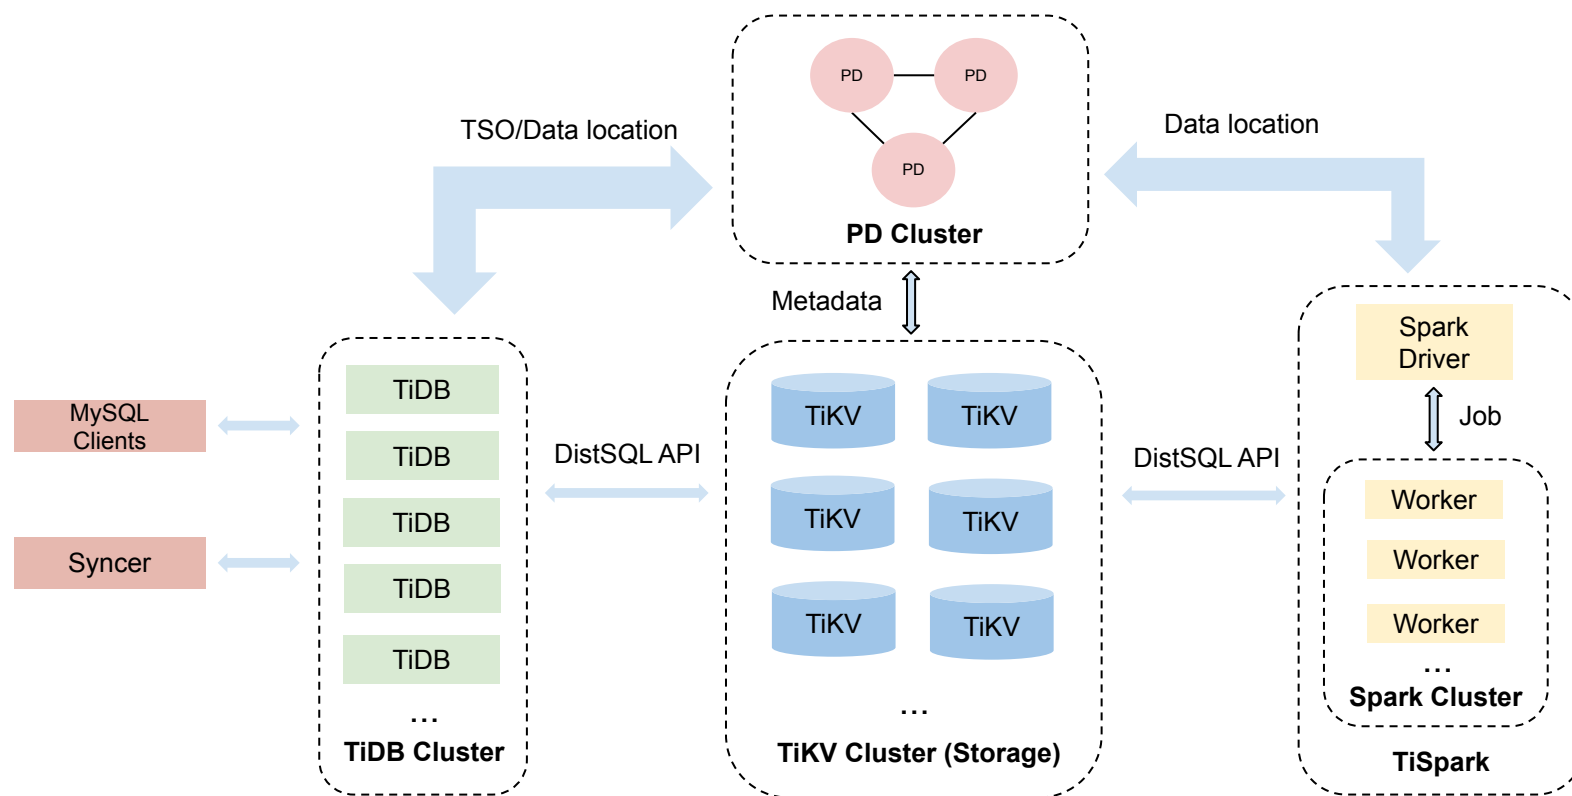 PD
PD
PD
PD Cluster
TSO/Data location
Data location
Metadata
MySQL
Clients
Syncer
TiDB
TiDB
TiDB
TiDB
TiDB
...
TiDB Cluster
DistSQL API
TiKV
TiKV
TiKV
TiKV
TiKV
TiKV
...
TiKV Cluster (Storage)
DistSQL API
Spark
Driver
Job
Worker
Worker
Worker
...
Spark Cluster
TiSpark